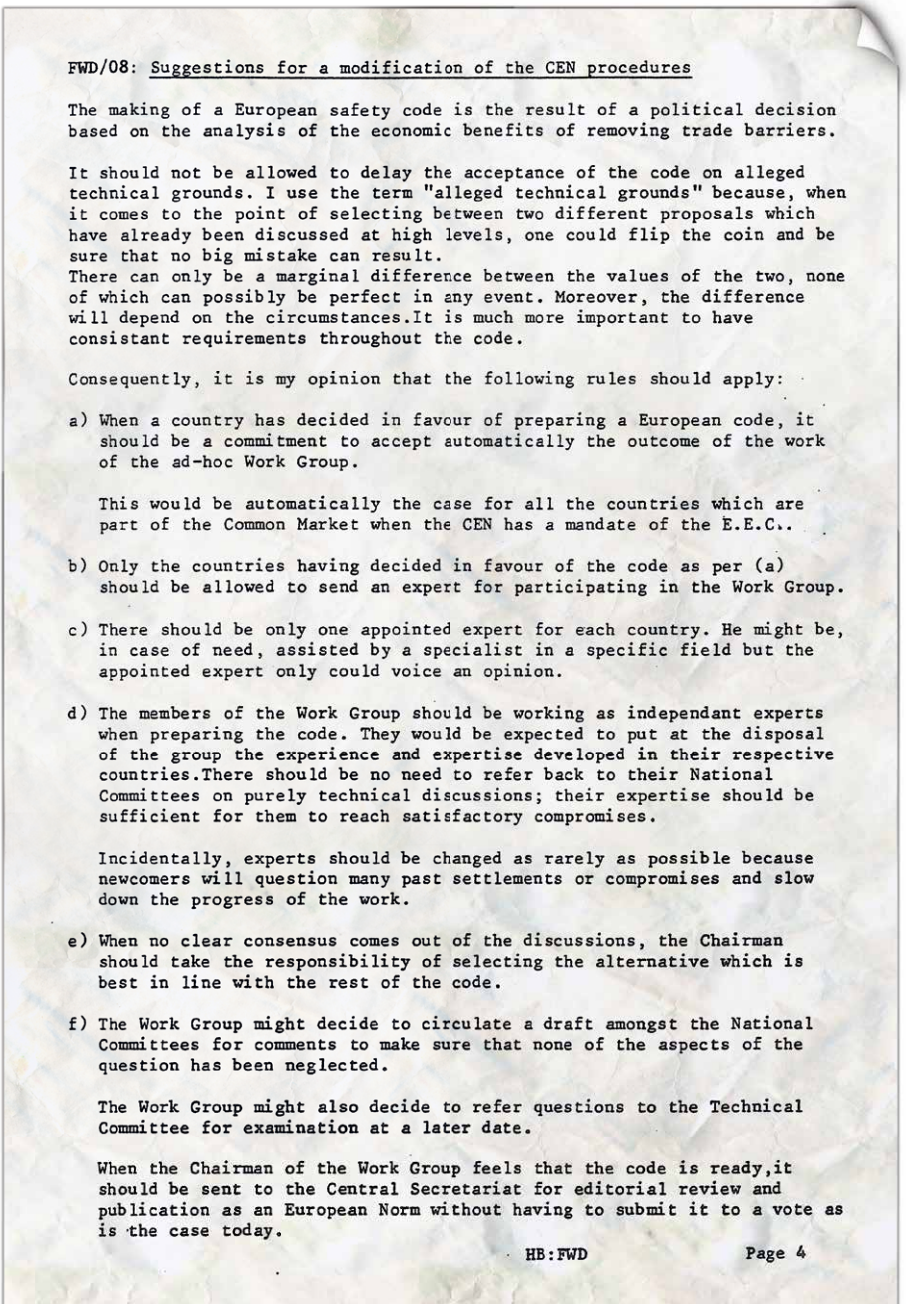 FWD/08: Suggestions for a modification of the CEN procedures
The making of a European safety code is the result of a political decision
based on the analysis of the economic benefits of removing trade barriers.
It should not be allowed to delay the acceptance of the code on alleged
technical grounds. I use the term "alleged technical grounds" because, when
it comes to the point of selecting between two different proposals which
have already been discussed at high levels, one could flip the coin and be
sure that no big mistake can result.
There can only be a marginal difference between the values of the two, none
of which can possibly be perfect in any event. Moreover, the difference
will depend on the circumstances.It is much more important to have
consistant requirements throughout the code.
Consequently, it is my opinion that the following rules should apply:
a) When a country has decided in favour of preparing a European code, it
should be a commitment to accept automatically the outcome of the work
of the ad-hoc Work Group.
This would be automatically the case for all the countries which are
part of the Common Market when the CEN has a mandate of the E.E.C..
b) Only the countries having decided in favour of the code as per (a)
should be allowed to send an expert for participating in the Work Group.
c) There should be only one appointed expert for each country. He might be,
in case of need, assisted by a specialist in a specific field but the
appointed expert only could voice an opinion.
d) The members of the Work Group should be working as independant experts
when preparing the code. They would be expected to put at the disposal
of the group the experience and expertise developed in their respective
countries.There should be no need to refer back to their National
Committees on purely technical discussions; their expertise should be
sufficient for them to reach satisfactory compromises.
Incidentally, experts should be changed as rarely as possible because
newcomers will question many past settlements or compromises and slow
down the progress of the work.
e) When no clear consensus comes out of the discussions, the Chairman
should take the responsibility of selecting the alternative which is
best in line with the rest of the code.
f) The Work Group might decide to circulate a draft amongst the National
Committees for comments to make sure that none of the aspects of the
question has been neglected.
The Work Group might also decide to refer questions to the Technical
Committee for examination at a later date.
When the Chairman of the Work Group feels that the code is ready,it
should be sent to the Central Secretariat for editorial review and
publication as an European Norm without having to submit it to a vote as
is the case today.
HB:FWD Page 4